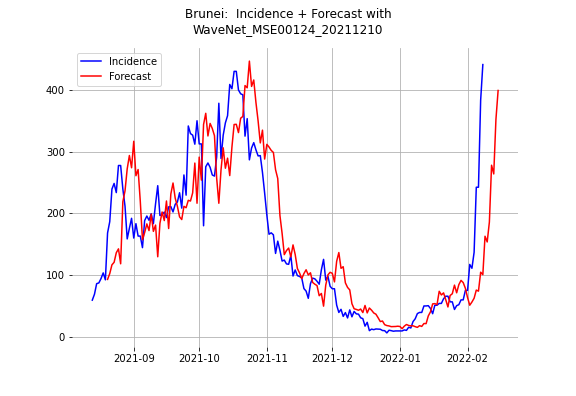 Brunei:  Incidence + Forecast with
WaveNet_MSE00124_20211210
Incidence
Forecast
400
300
200
100
0
2021-09 2021-10 2021-11 2021-12 2022-01 2022-02